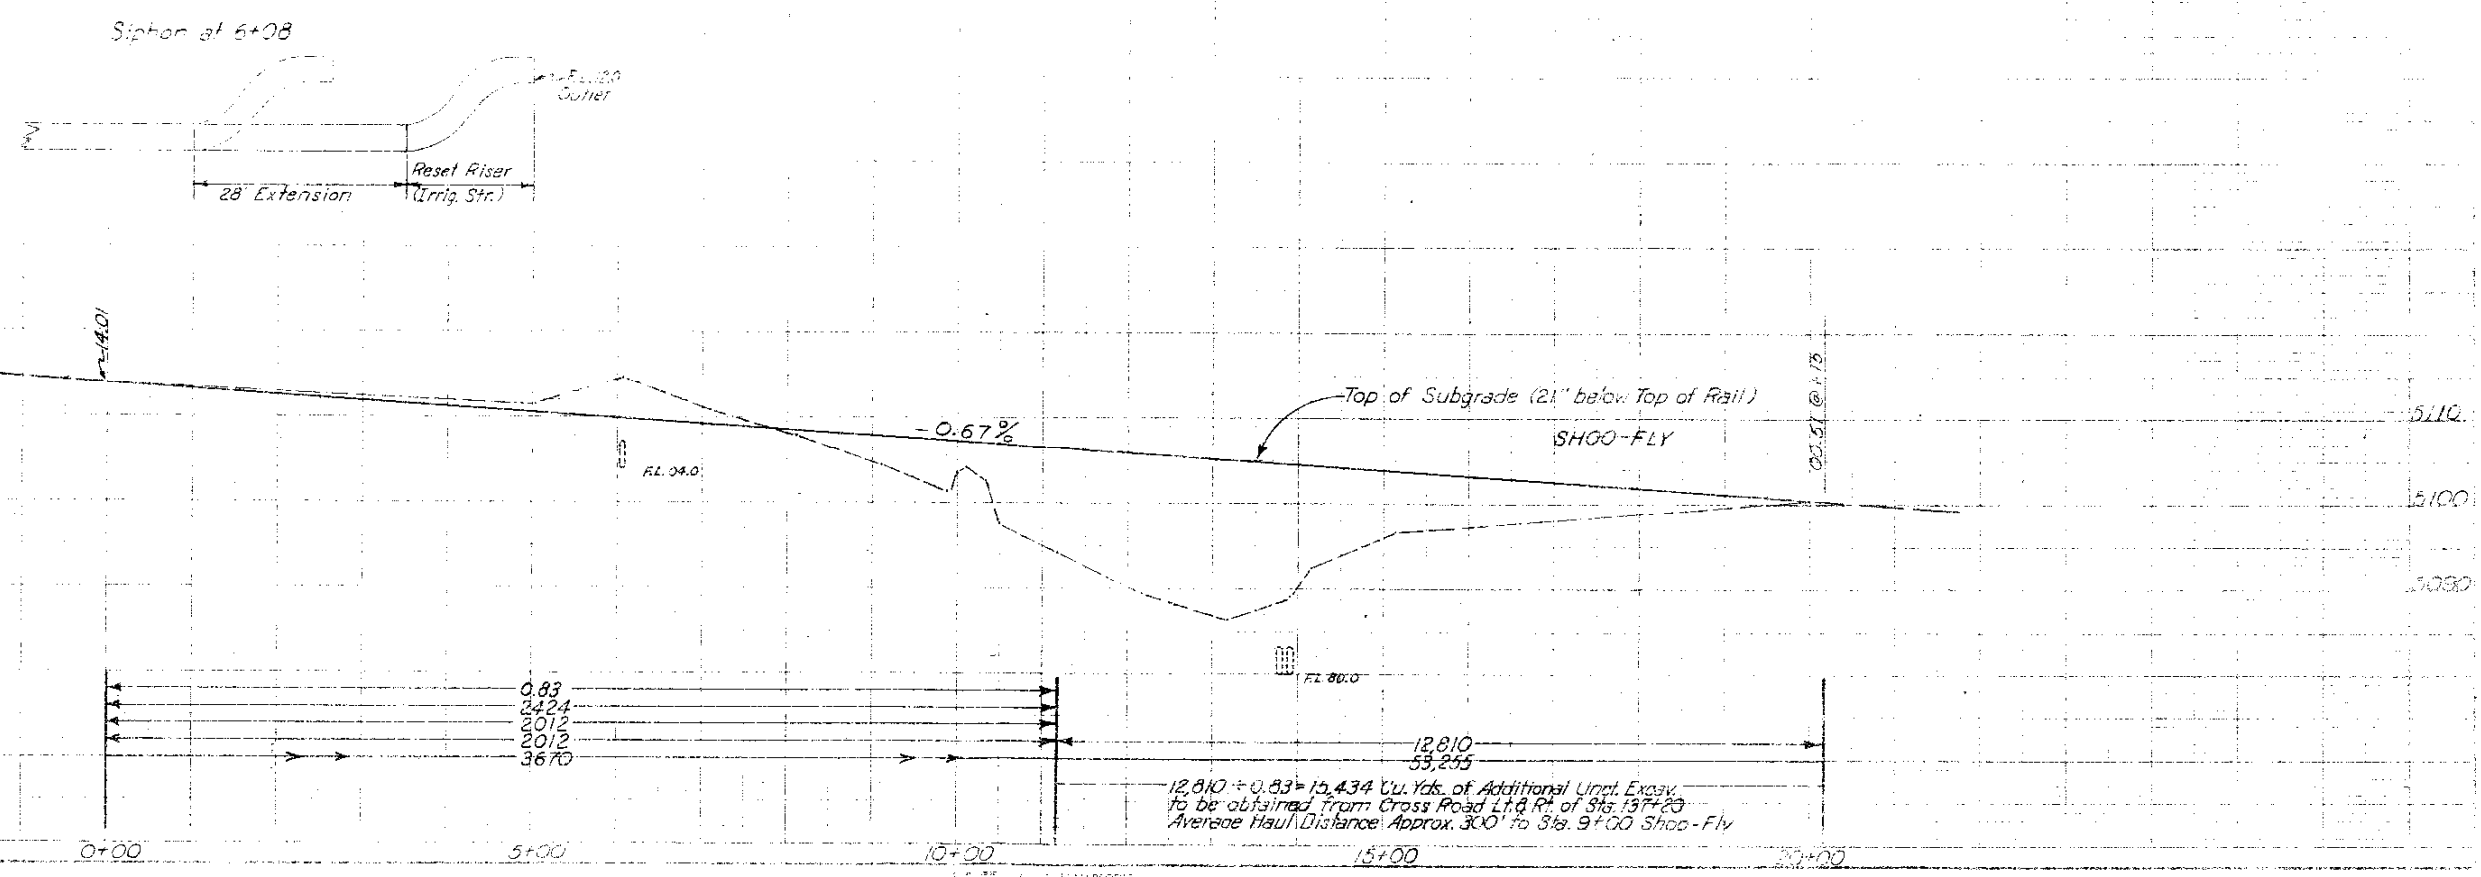 Siphon at 6+08
F.L. 12.0
Outlet
Reset Riser
28' Extension
(Irrig. Str.)
14.01
Top of Subgrade (21" below Top of Rail)
-0.67%
SHOO-FLY
5110
F.L. 04.0
5100
5090
0.83
F.L. 80.0
2424
2012
2012
12,810
3670
53,255
12,810 ÷ 0.83 = 15,434 Cu. Yds. of Additional Uncl. Excav.
to be obtained from Cross Road Lt. & Rt. of Sta. 137+23
Average Haul Distance Approx. 300' to Sta. 9+00 Shoo-Fly
0+00
5+00
10+00
15+00
20+00